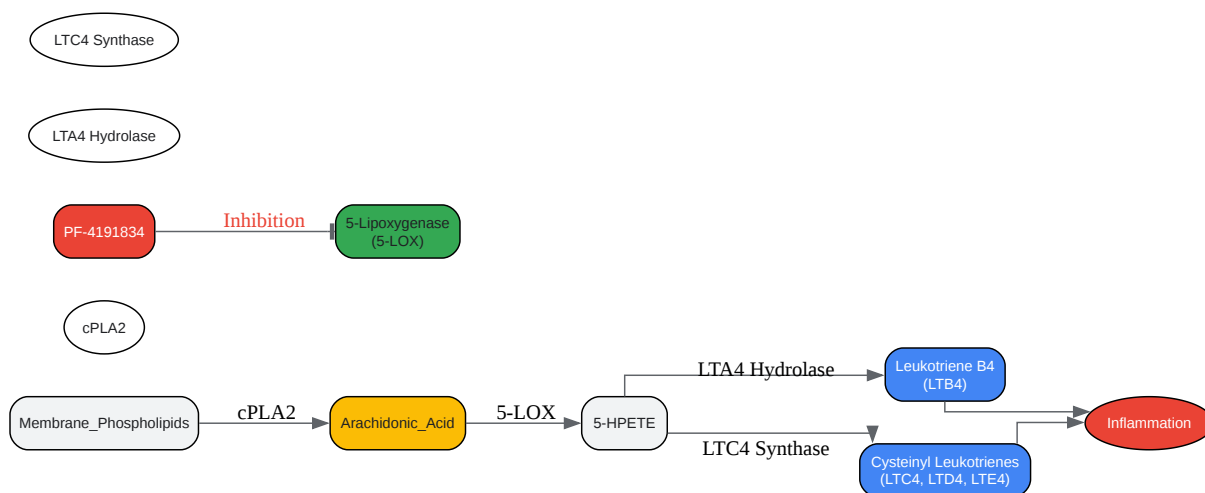 LTC4 Synthase
LTA4 Hydrolase
PF-4191834
Inhibition
5-Lipoxygenase
(5-LOX)
cPLA2
Membrane_Phospholipids
cPLA2
Arachidonic_Acid
5-LOX
5-HPETE
LTA4 Hydrolase
Leukotriene B4
(LTB4)
LTC4 Synthase
Cysteinyl Leukotrienes
(LTC4, LTD4, LTE4)
Inflammation